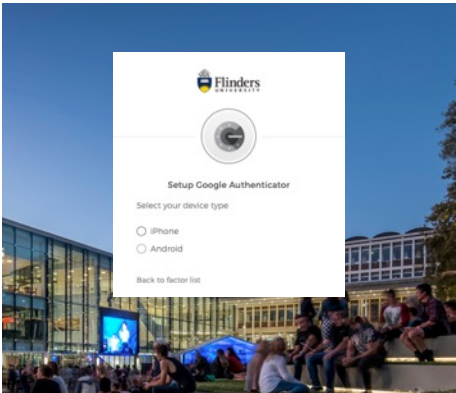 Flinders
UNIVERSITY
Setup Google Authenticator
Select your device type
iPhone
Android
Back to factor list